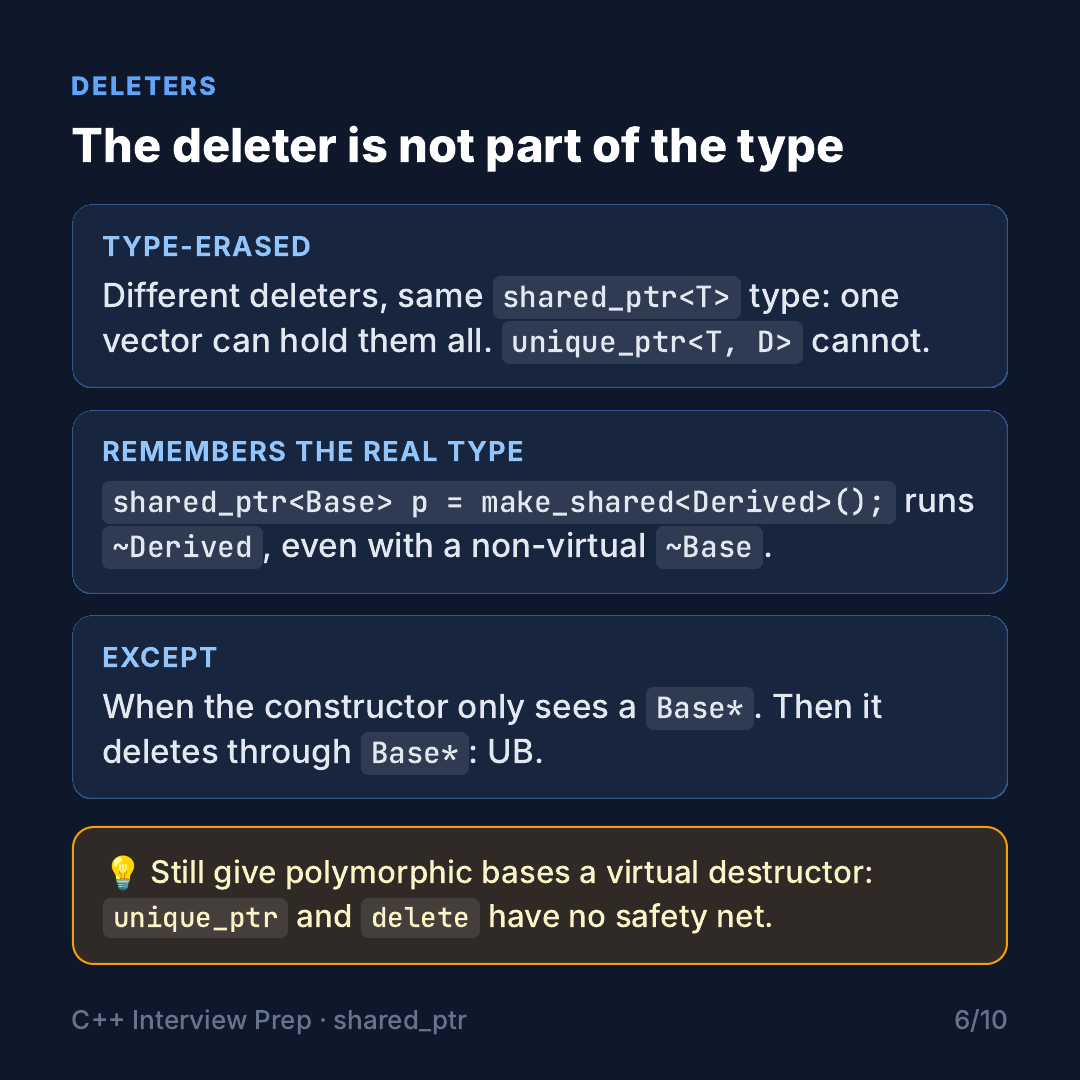 DELETERS
The deleter is not part of the type
TYPE-ERASED
Different deleters, same shared_ptr<T> type: one
vector can hold them all. unique_ptr<T, D> cannot.
REMEMBERS THE REAL TYPE
shared_ptr<Base> p = make_shared<Derived>(); runs
~Derived, even with a non-virtual ~Base.
EXCEPT
When the constructor only sees a Base*. Then it
deletes through Base*: UB.
💡 Still give polymorphic bases a virtual destructor:
unique_ptr and delete have no safety net.
C++ Interview Prep · shared_ptr
6/10